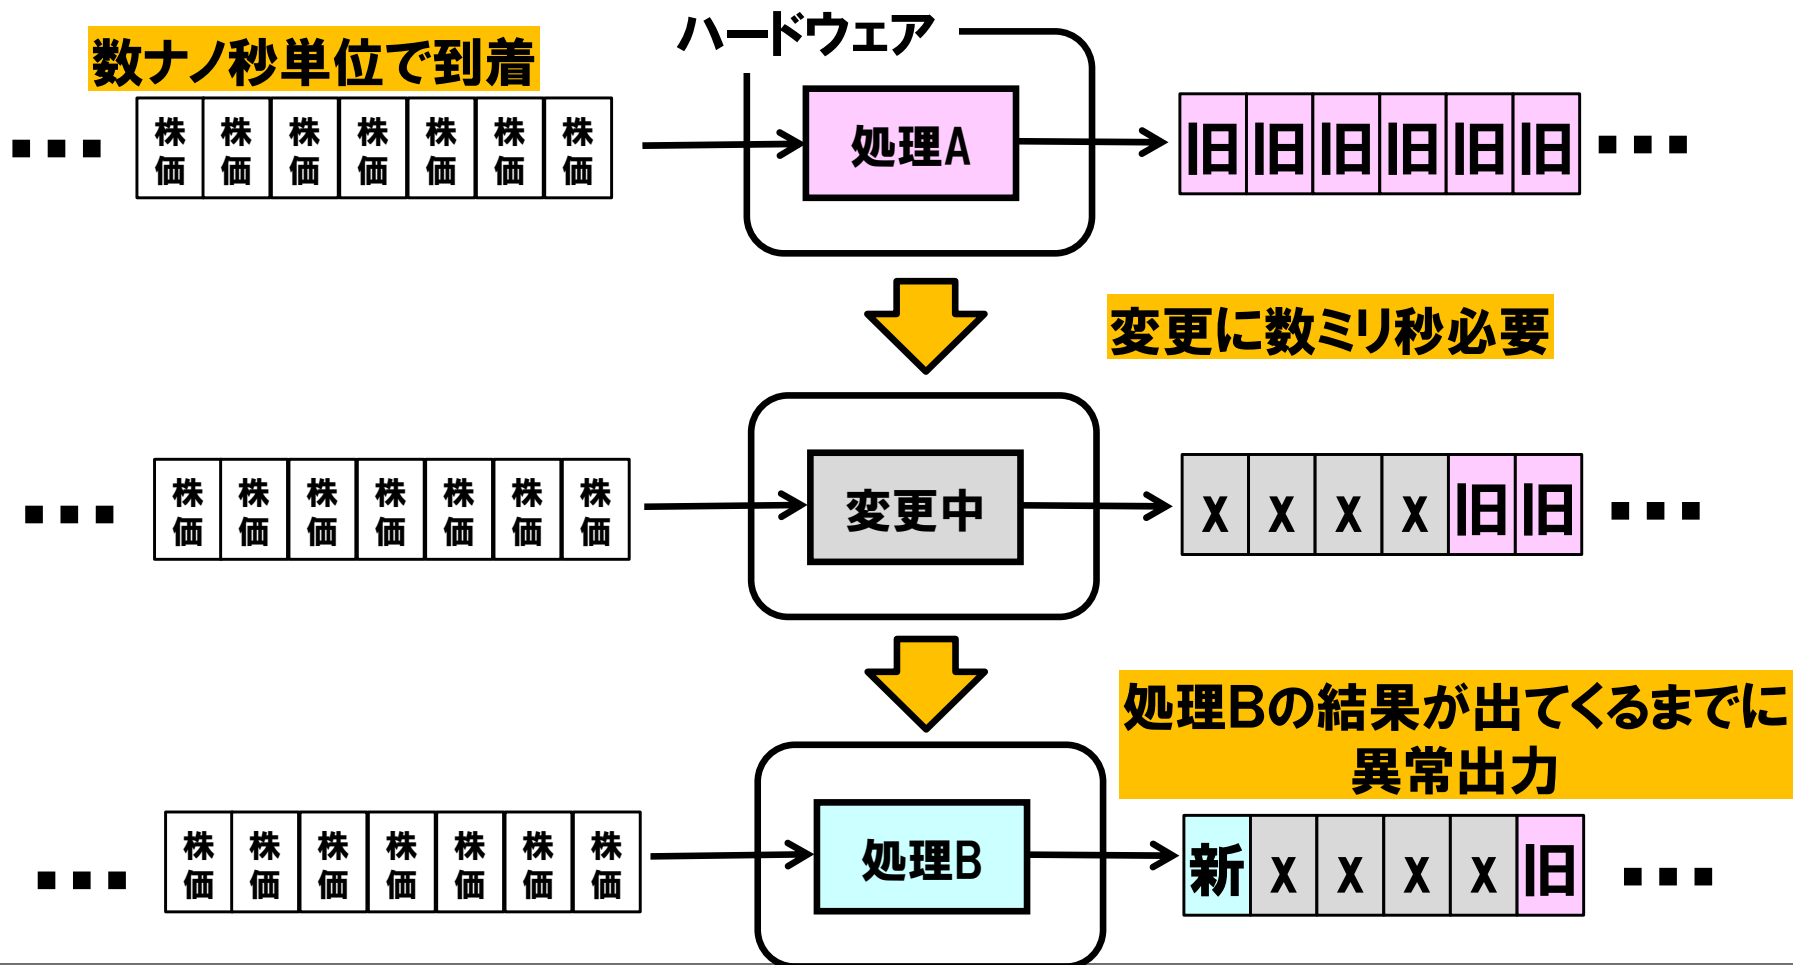 ハードウェア
数ナノ秒単位で到着
株価 株価 株価 株価 株価 株価 株価
処理A
旧 旧 旧 旧 旧 旧
変更に数ミリ秒必要
株価 株価 株価 株価 株価 株価 株価
変更中
x x x x 旧 旧
処理Bの結果が出てくるまでに
異常出力
株価 株価 株価 株価 株価 株価 株価
処理B
新 x x x x 旧